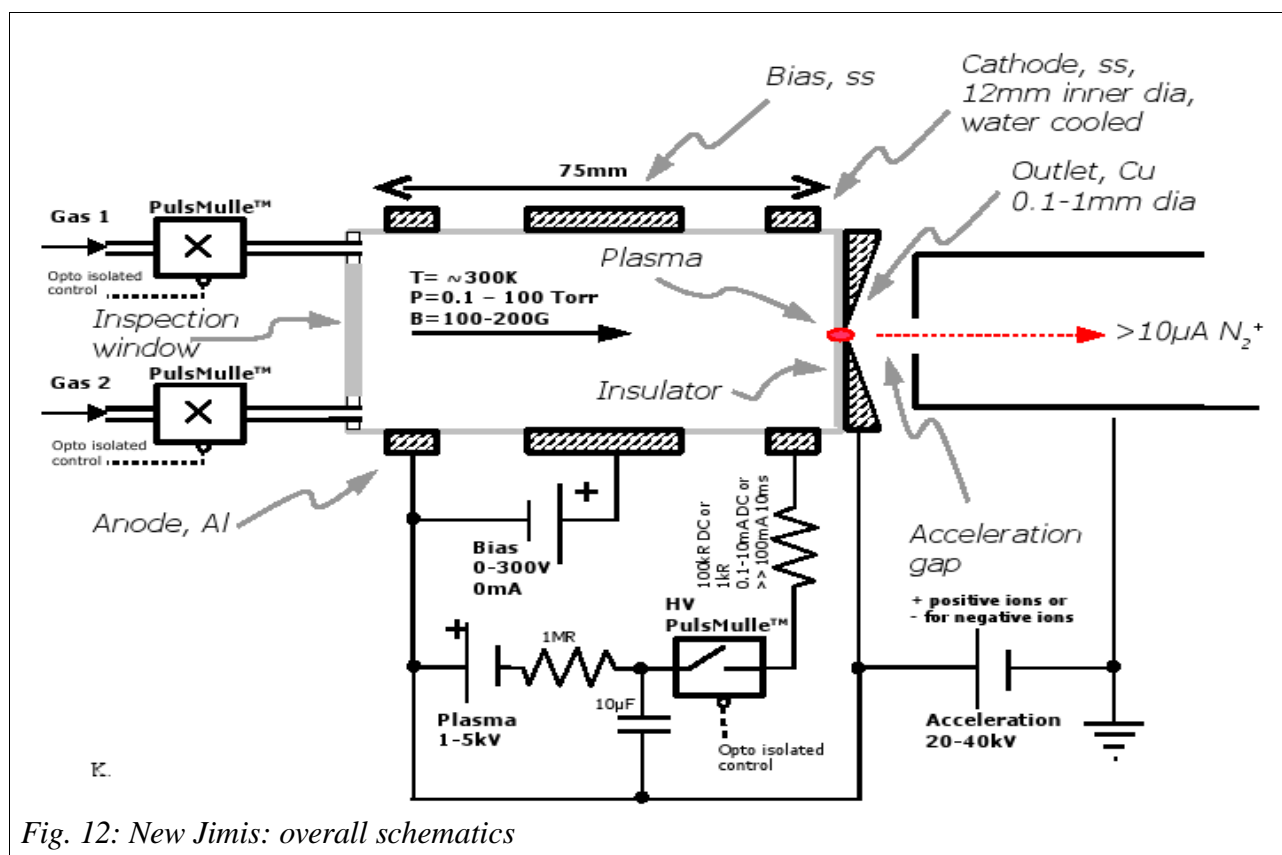 Bias, ss
Cathode, ss,
12mm inner dia,
water cooled
75mm
Outlet, Cu
0.1-1mm dia
Gas 1
PulsMulle™
Opto isolated
control
Plasma
T= ~300K
P=0.1 – 100 Torr
B=100-200G
Inspection
window
>10µA N₂⁺
Gas 2
PulsMulle™
Insulator
Opto isolated
control
Anode, Al
+
Bias
0-300V
0mA
100kR DC or
1kR
0.1-10mA DC or
>> 100mA 10ms
Acceleration
gap
+ positive ions or
- for negative ions
HV
PulsMulle™
+
1MR
10µF
Plasma
1-5kV
Opto isolated
control
Acceleration
20-40kV
K.
Fig. 12: New Jimis: overall schematics